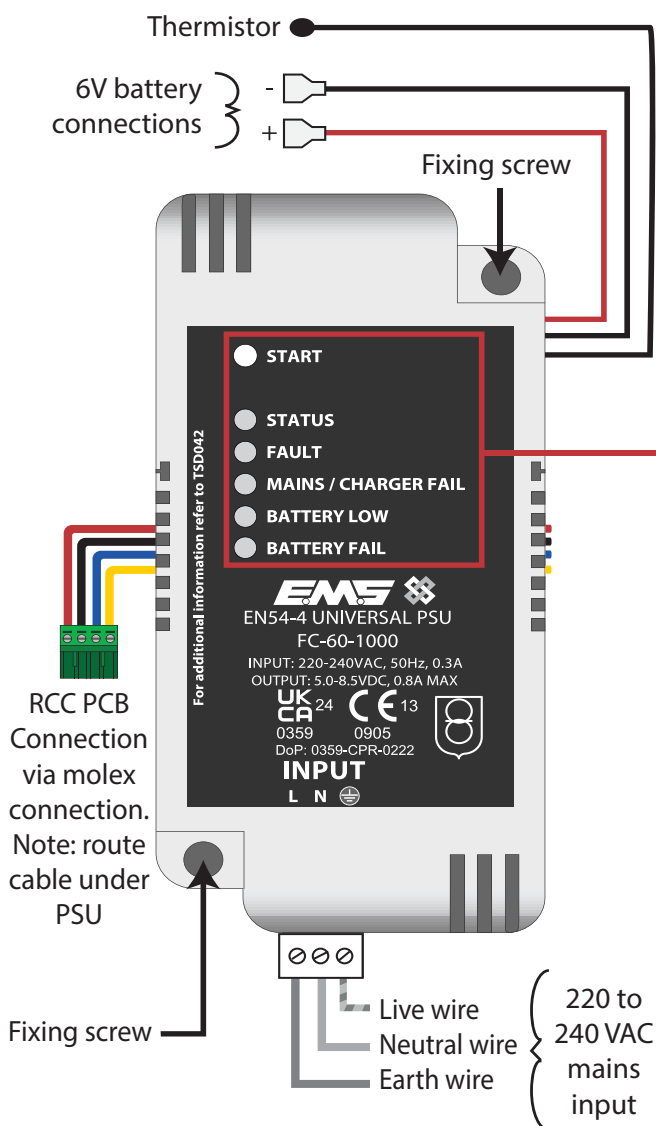 Thermistor
6V battery
connections
-
+
Fixing screw
START
STATUS
FAULT
MAINS / CHARGER FAIL
BATTERY LOW
BATTERY FAIL
For additional information refer to TSD042
E.M.S
EN54-4 UNIVERSAL PSU
FC-60-1000
INPUT: 220-240VAC, 50Hz, 0.3A
OUTPUT: 5.0-8.5VDC, 0.8A MAX
UK CA 24 CE 13
0359 0905
DoP: 0359-CPR-0222
INPUT
L N
RCC PCB
Connection
via molex
connection.
Note: route
cable under
PSU
Fixing screw
Live wire
Neutral wire
Earth wire
220 to
240 VAC
mains
input